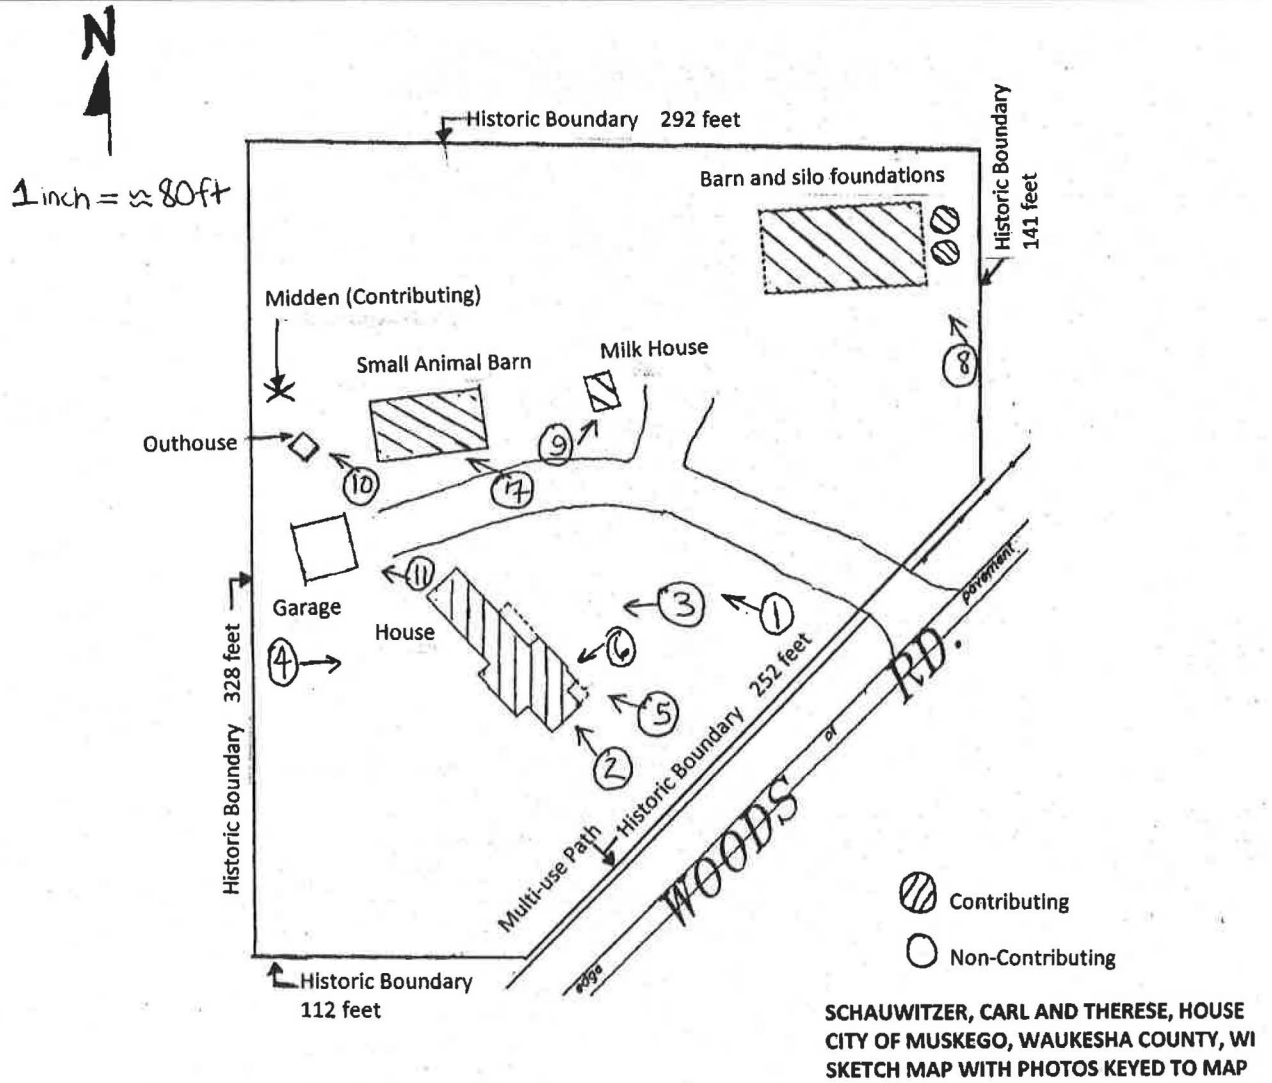 N
1 inch = ≈ 80ft
Historic Boundary 292 feet
Historic Boundary
141 feet
Barn and silo foundations
Midden (Contributing)
Small Animal Barn
Milk House
8
Outhouse
9
10
7
Garage
11
House
3
1
6
4
5
2
Historic Boundary 328 feet
Historic Boundary 252 feet
Multi-use Path
WOODS RD.
edge of pavement
Historic Boundary
112 feet
Contributing
Non-Contributing
SCHAUWITZER, CARL AND THERESE, HOUSE
CITY OF MUSKEGO, WAUKESHA COUNTY, WI
SKETCH MAP WITH PHOTOS KEYED TO MAP